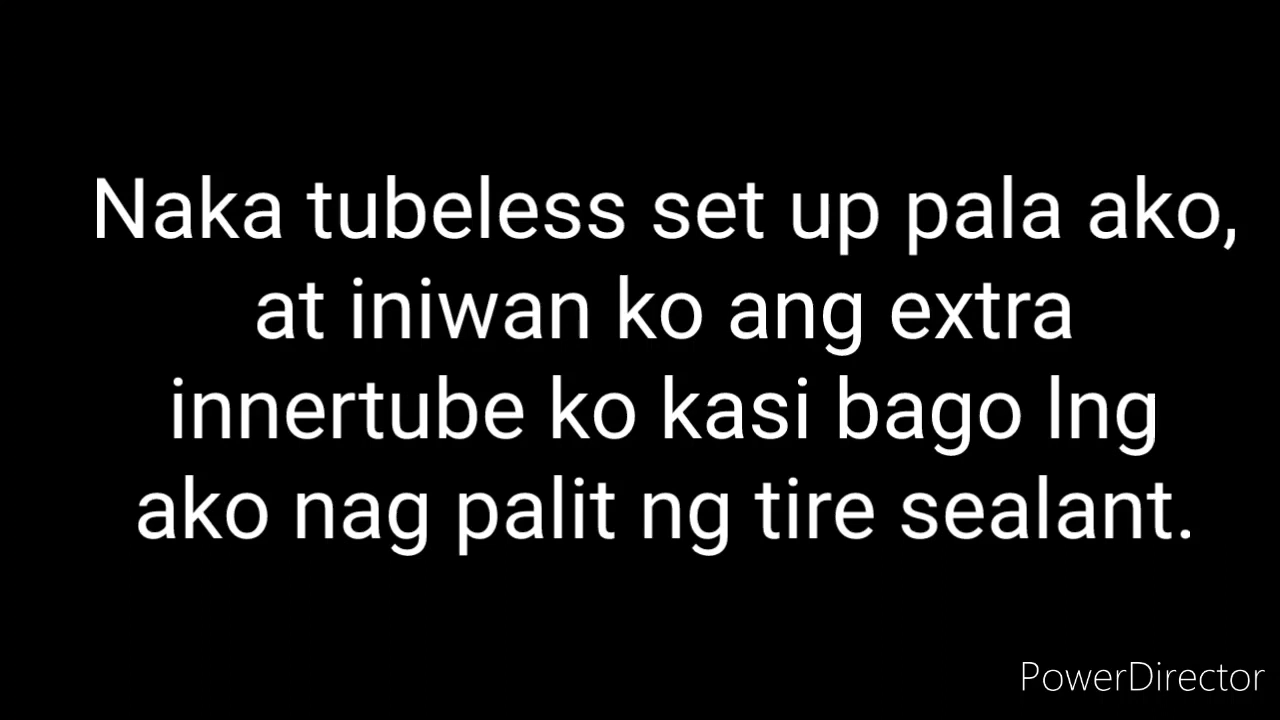 Naka tubeless set up pala ako,
at iniwan ko ang extra
innertube ko kasi bago lng
ako nag palit ng tire sealant.
PowerDirector